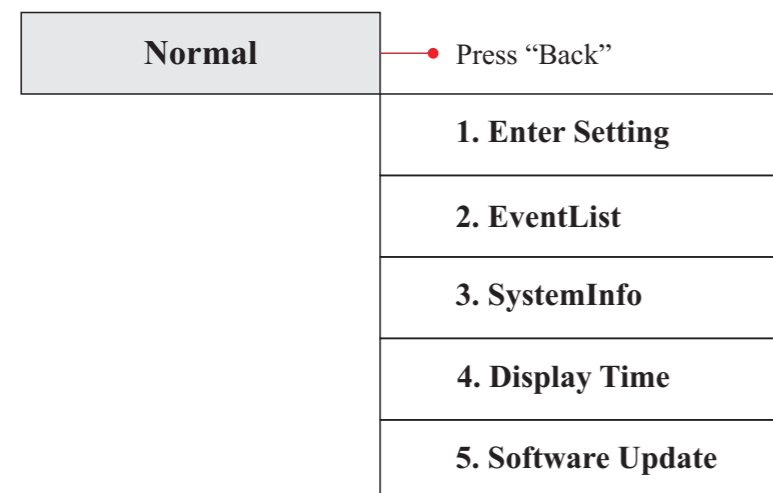 Normal
Press “Back”
1. Enter Setting
2. EventList
3. SystemInfo
4. Display Time
5. Software Update